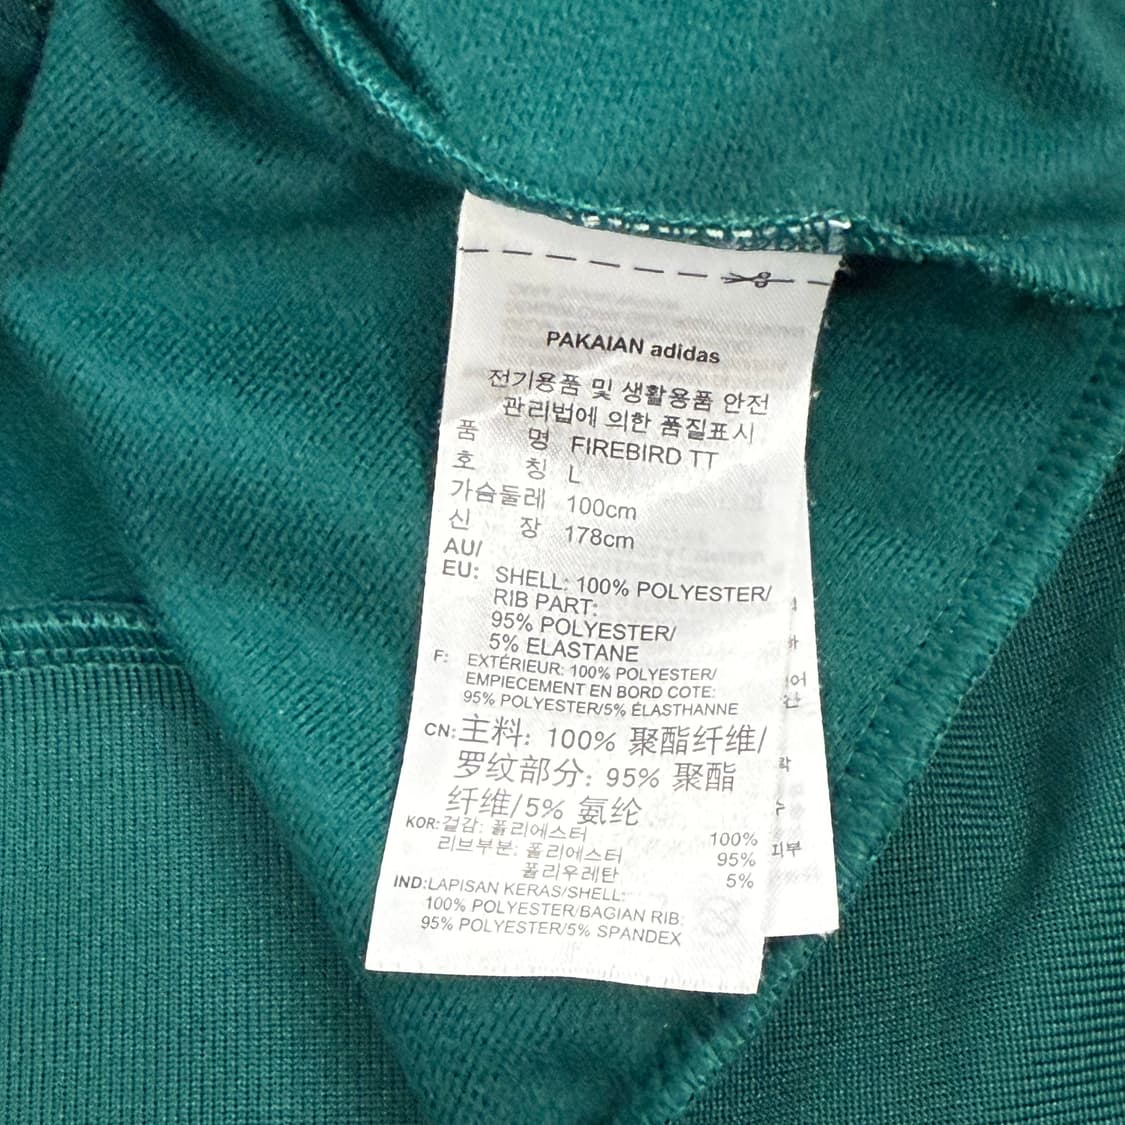 PAKAIAN adidas
전기용품 및 생활용품 안전
관리법에 의한 품질표시
품 명 FIREBIRD TT
호 칭 L
가슴둘레 100cm
신 장 178cm
AU/
EU: SHELL: 100% POLYESTER/
RIB PART:
95% POLYESTER/
5% ELASTANE
F: EXTÉRIEUR: 100% POLYESTER/
EMPIECEMENT EN BORD COTE:
95% POLYESTER/5% ÉLASTHANNE
CN: 主料: 100% 聚酯纤维/
罗纹部分: 95% 聚酯
纤维/5% 氨纶
KOR: 겉감: 폴리에스터 100%
리브부분: 폴리에스터 95%
폴리우레탄 5%
IND: LAPISAN KERAS/SHELL:
100% POLYESTER/BAGIAN RIB:
95% POLYESTER/5% SPANDEX
피부